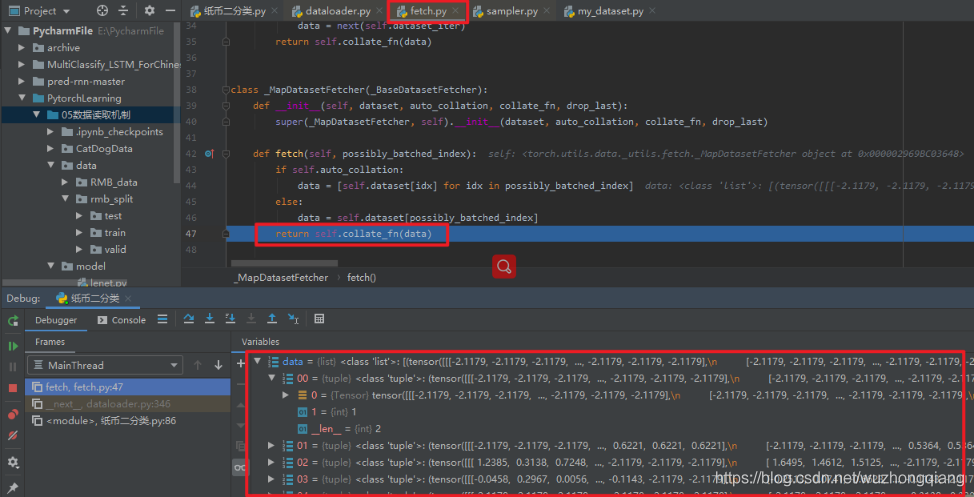 Project
纸币二分类.py
dataloader.py
fetch.py
sampler.py
my_dataset.py
PycharmFile E:\PycharmFile
archive
MultiClassify_LSTM_ForChine
pred-rnn-master
PytorchLearning
05数据读取机制
.ipynb_checkpoints
CatDogData
data
RMB_data
rmb_split
test
train
valid
model
lenet.py
34 data = next(self.dataset_iter)
35 return self.collate_fn(data)
36
37
38 class _MapDatasetFetcher(_BaseDatasetFetcher):
39 def __init__(self, dataset, auto_collation, collate_fn, drop_last):
40 super(_MapDatasetFetcher, self).__init__(dataset, auto_collation, collate_fn, drop_last)
41
42 def fetch(self, possibly_batched_index): self: <torch.utils.data._utils.fetch._MapDatasetFetcher object at 0x000002969BC03648>
43 if self.auto_collation:
44 data = [self.dataset[idx] for idx in possibly_batched_index] data: <class 'list'>: [(tensor([[[-2.1179, -2.1179, -2.1179
45 else:
46 data = self.dataset[possibly_batched_index]
47 return self.collate_fn(data)
48
_MapDatasetFetcher › fetch()
Debug: 纸币二分类
Debugger Console
Frames
MainThread
fetch, fetch.py:47
__next__, dataloader.py:346
<module>, 纸币二分类.py:86
Variables
data = {list} <class 'list'>: [(tensor([[[-2.1179, -2.1179, -2.1179, ..., -2.1179, -2.1179, -2.1179],\n [-2.1179, -2.1179, -2.1179, ..., -2.1179, -2.1179, -2.1179
00 = {tuple} <class 'tuple'>: (tensor([[[-2.1179, -2.1179, -2.1179, ..., -2.1179, -2.1179, -2.1179],\n [-2.1179, -2.1179, -2.1179, ..., -2.1179, -2.1179,
0 = {Tensor} tensor([[[-2.1179, -2.1179, -2.1179, ..., -2.1179, -2.1179, -2.1179],\n [-2.1179, -2.1179, -2.1179, ..., -2.1179, -2.1179,
1 = {int} 1
__len__ = {int} 2
01 = {tuple} <class 'tuple'>: (tensor([[[-2.1179, -2.1179, -2.1179, ..., 0.6221, 0.6221, 0.6221],\n [-2.1179, -2.1179, -2.1179, ..., 0.5364, 0.536
02 = {tuple} <class 'tuple'>: (tensor([[[ 1.2385, 0.3138, 0.7248, ..., -2.1179, -2.1179, -2.1179],\n [ 1.6495, 1.4612, 1.5125, ..., -2.1179, -2.1179
03 = {tuple} <class 'tuple'>: (tensor([[[-0.0458, 0.2967, 0.0056, ..., -0.1143, -2.1179,
https://blog.csdn.net/wuzhongqiang